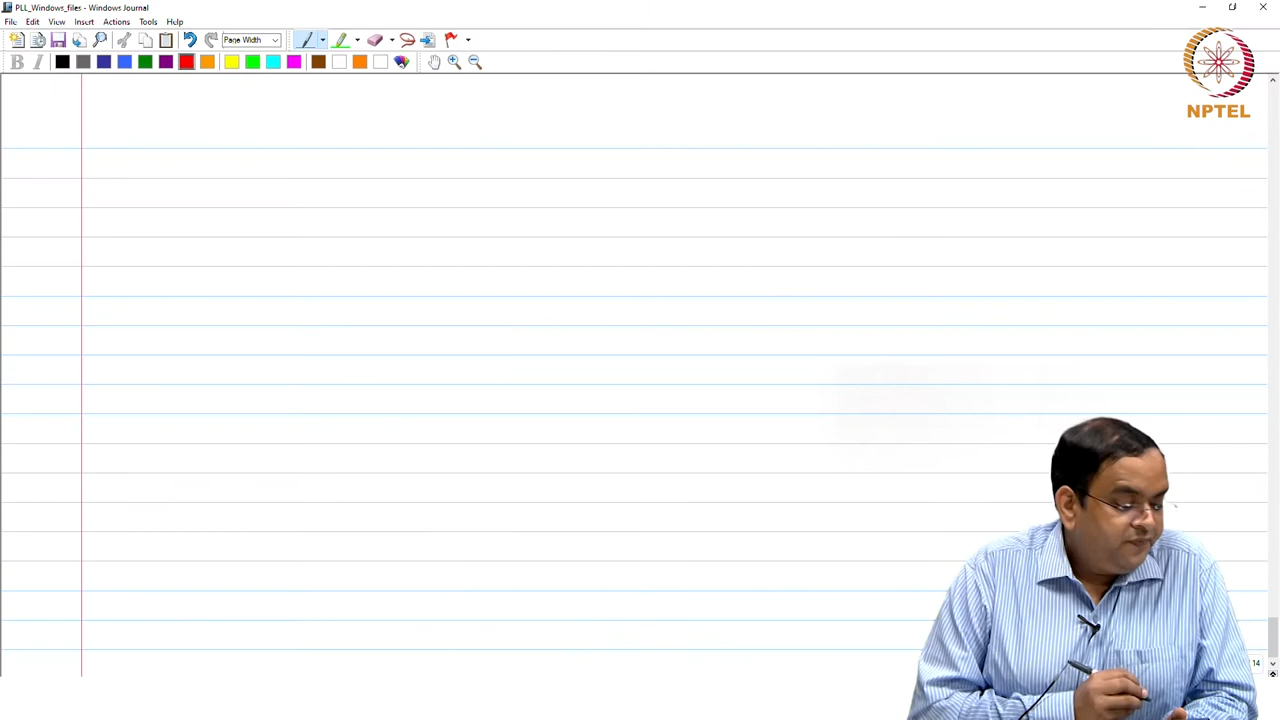 PLL_Windows_files - Windows Journal
File Edit View Insert Actions Tools Help
Page Width
B I
NPTEL
14